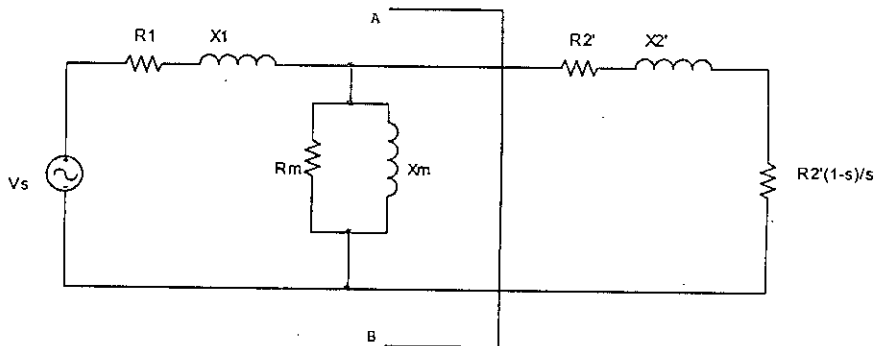 A
R1
X1
R2'
X2'
Vs
Rm
Xm
R2'(1-s)/s
B